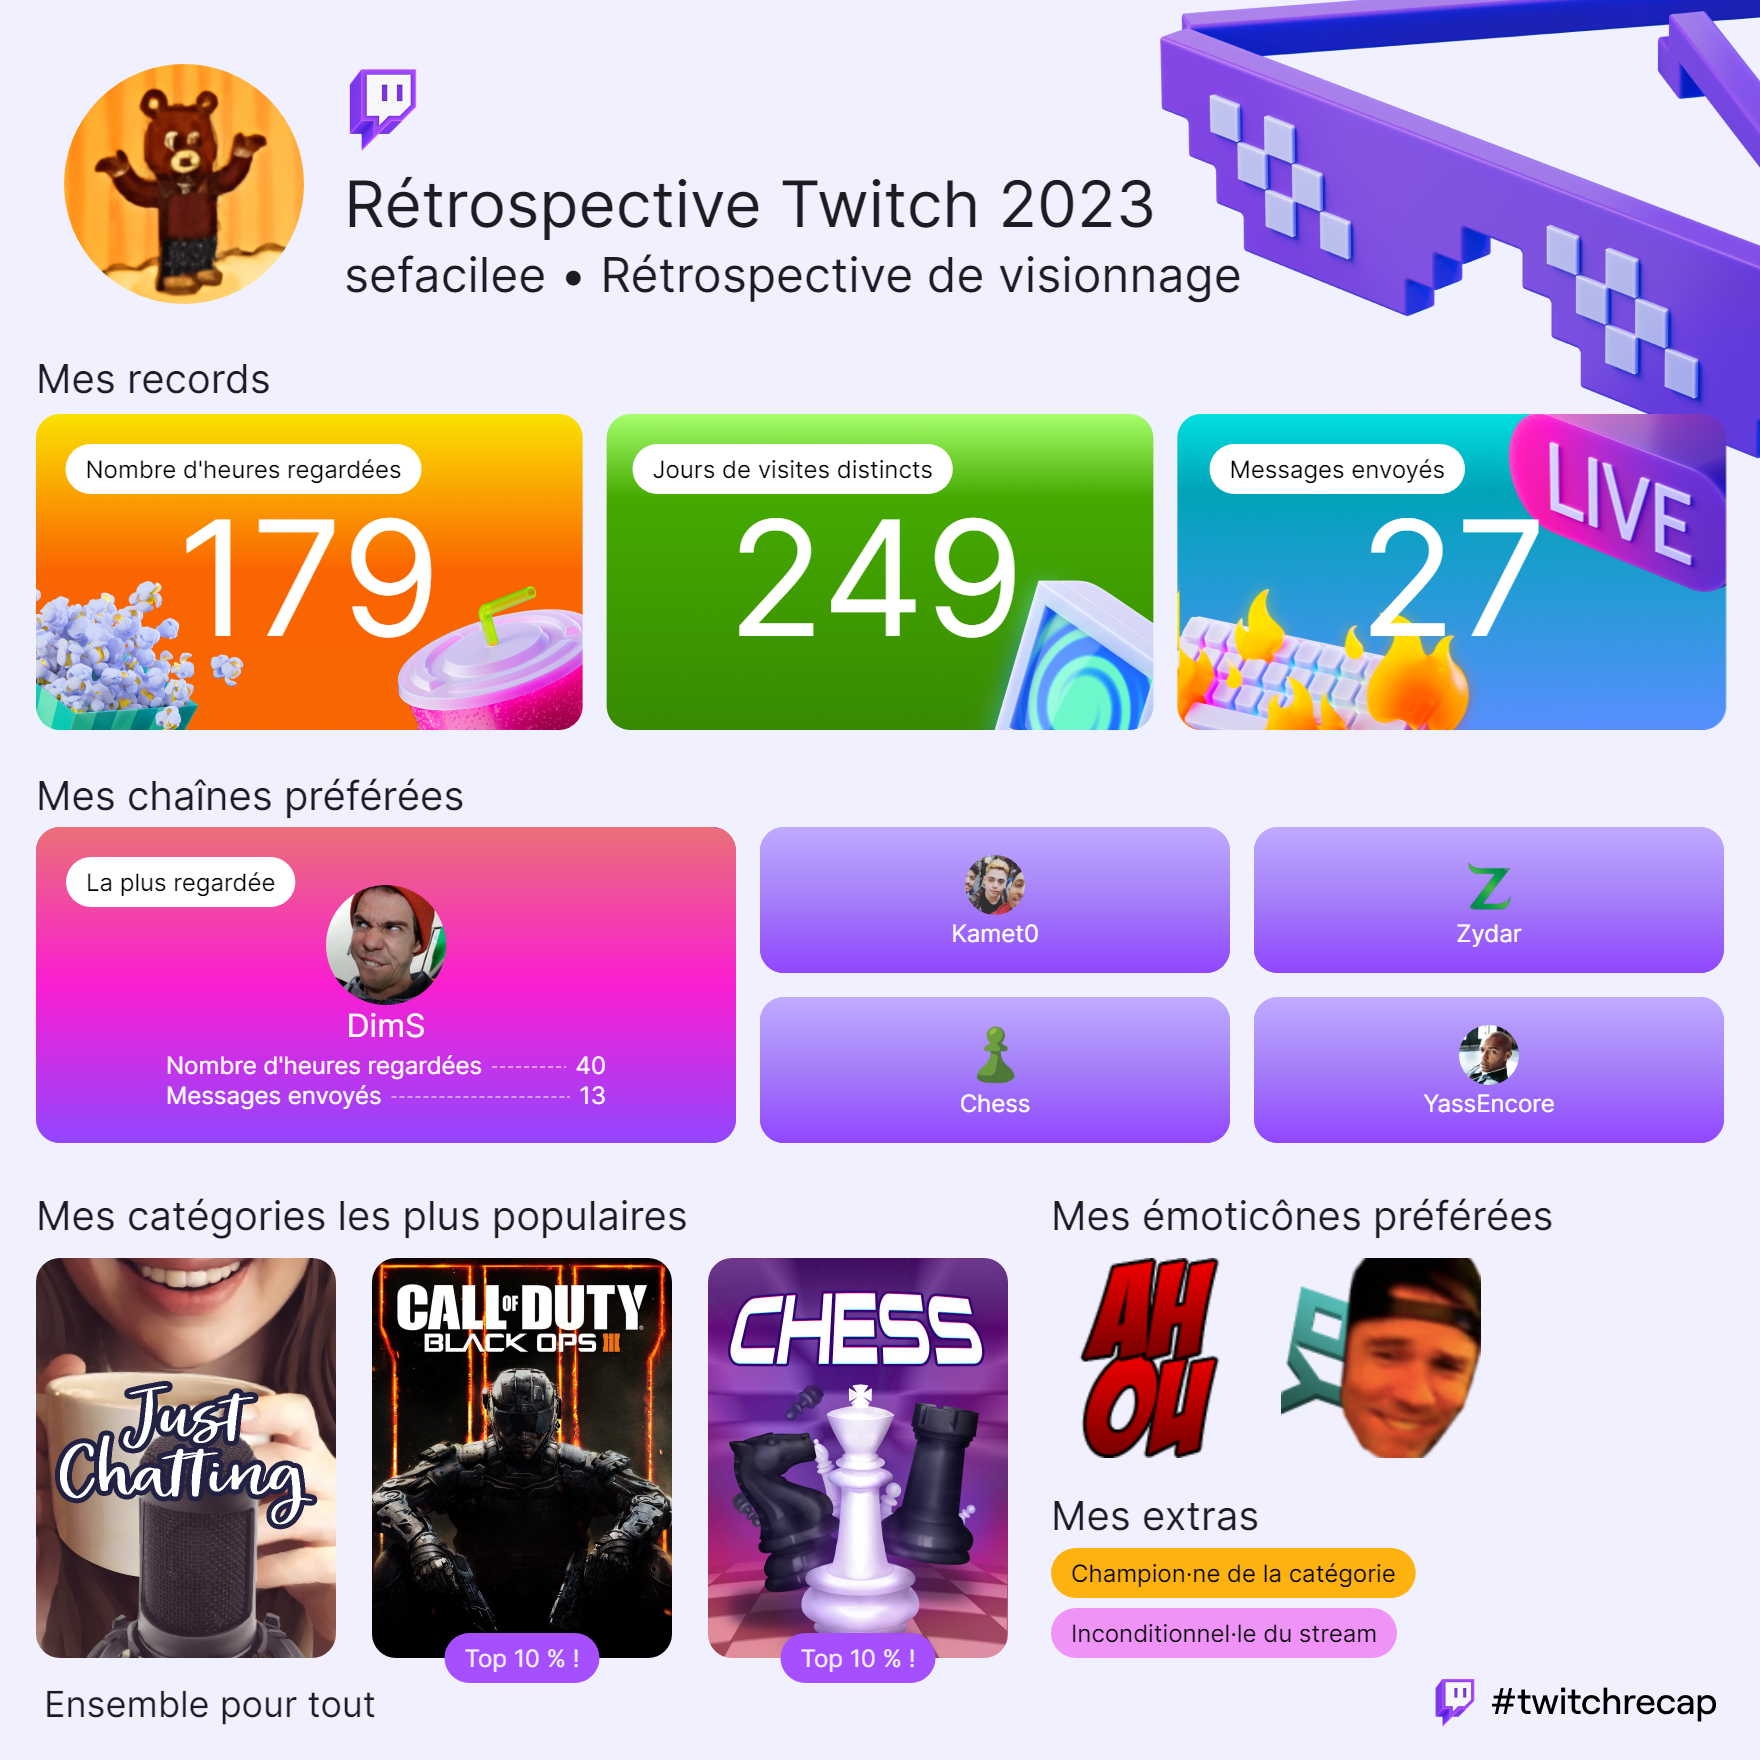 Rétrospective Twitch 2023
sefacilee • Rétrospective de visionnage
Mes records
Nombre d'heures regardées
179
Jours de visites distincts
249
Messages envoyés
27
LIVE
Mes chaînes préférées
La plus regardée
DimS
Nombre d'heures regardées 40
Messages envoyés 13
Kamet0
Zydar
Chess
YassEncore
Mes catégories les plus populaires
Just
Chatting
CALL OF DUTY
BLACK OPS III
Top 10 % !
CHESS
Top 10 % !
Mes émoticônes préférées
AH
OU
YO
Mes extras
Champion·ne de la catégorie
Inconditionnel·le du stream
Ensemble pour tout
#twitchrecap